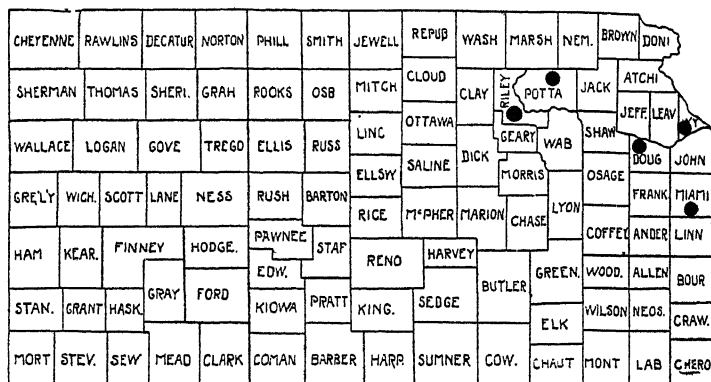 CHEYENNE RAWLINS DECATUR NORTON PHILL SMITH JEWELL REPUB WASH MARSH NEM. BROWN DONI
SHERMAN THOMAS SHERI. GRAH ROOKS OSB MITCH CLOUD CLAY RILEY POTTA JACK ATCHI
JEFF. LEAV
WALLACE LOGAN GOVE TREGO ELLIS RUSS LINC OTTAWA GEARY WAB SHAW DOUG JOHN
ELLSW SALINE DICK MORRIS OSAGE
GRE'L'Y WICH. SCOTT LANE NESS RUSH BARTON RICE McPHER MARION CHASE LYON FRANK MIAMI
HAM KEAR. FINNEY HODGE. PAWNEE STAF RENO HARVEY COFFEY ANDER LINN
EDW. BUTLER GREEN. WOOD. ALLEN BOUR
STAN. GRANT HASK. GRAY FORD KIOWA PRATT KING. SEDGE ELK WILSON NEOS. CRAW.
MORT STEV. SEW MEAD CLARK COMAN BARBER HARP. SUMNER COW. CHAUT MONT LAB CHERO